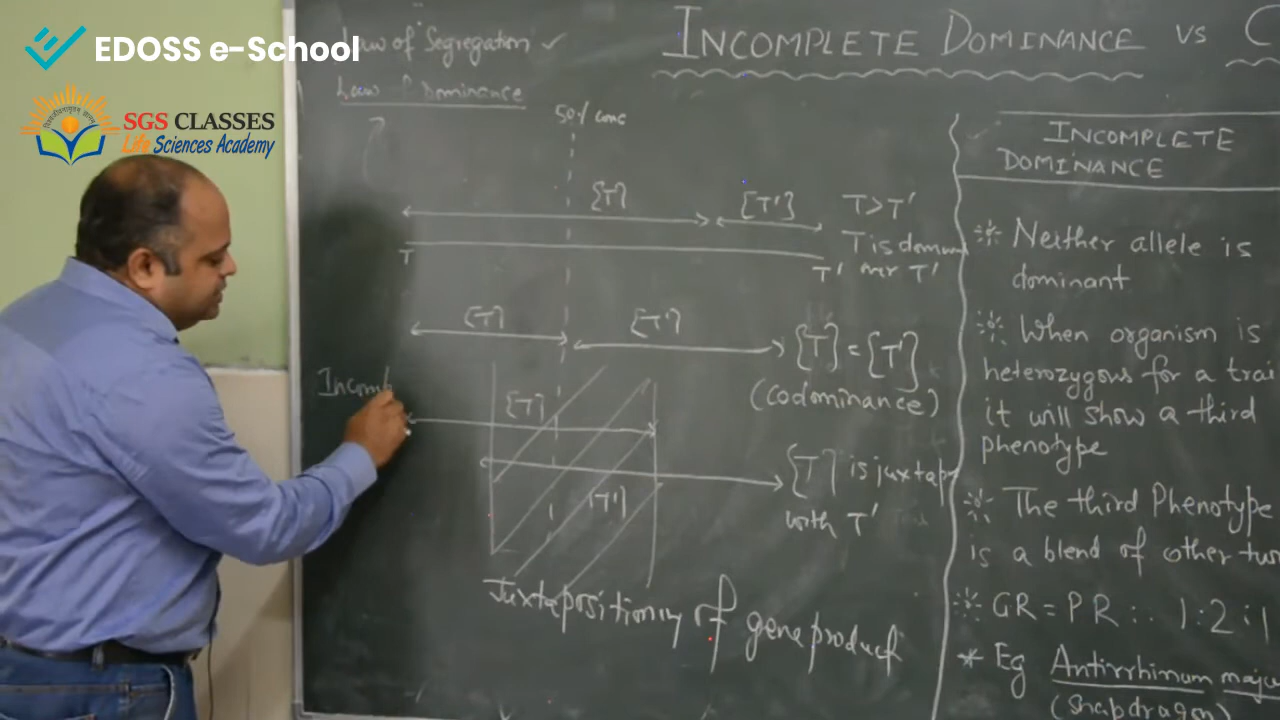 EDOSS e-School
SGS CLASSES
Life Sciences Academy
Law of Segregation ✓
Law of Dominance
INCOMPLETE DOMINANCE VS C
50% conc
[T]
[T']
T>T'
T
T is domin
T'
over T'
[T]
[T']
[T] = [T']
(codominance)
Incomp
[T]
[T']
[T] is juxtap
with T'
Juxtapositioning of gene product
INCOMPLETE
DOMINANCE
Neither allele is
dominant
When organism is
heterozygous for a trai
it will show a third
phenotype
The third Phenotype
is a blend of other tw
GR = PR :. 1:2:1
* Eg Antirrhinum maju
(Snapdragon)